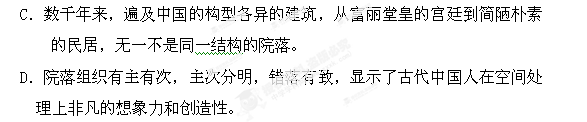 C. 数千年来，遍及中国的构型各异的建筑，从富丽堂皇的宫廷到简陋朴素
的民居，无一不是同一结构的院落。
D. 院落组织有主有次，主次分明，错落有致，显示了古代中国人在空间处
理上非凡的想象力和创造性。